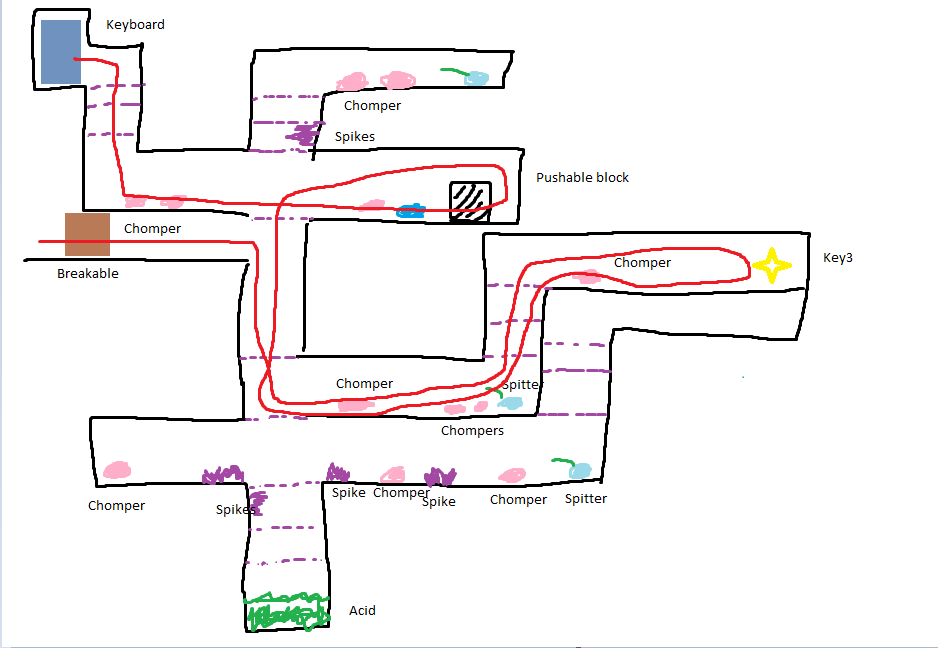 Keyboard
Chomper
Spikes
Pushable block
Chomper
Breakable
Chomper
Key3
Chomper
Spitter
Chompers
Chomper
Spikes
Spike
Chomper
Spike
Chomper
Spitter
Acid